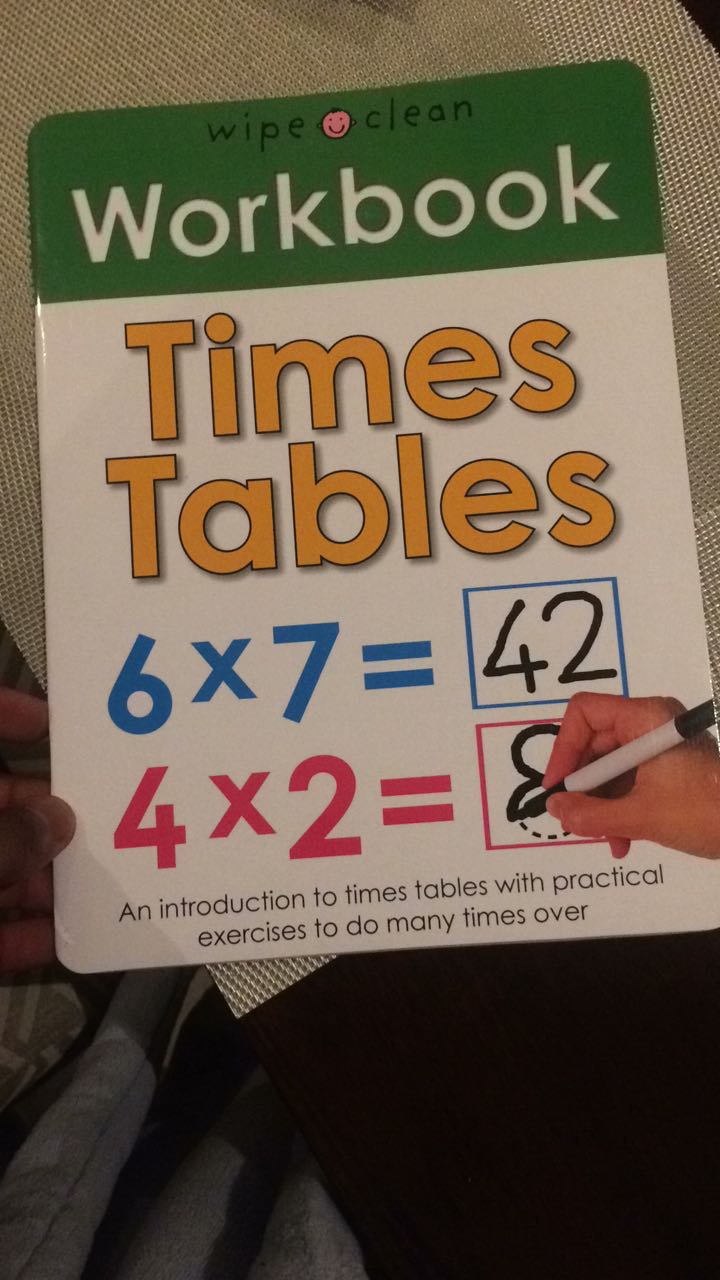 wipe clean
Workbook
Times
Tables
6 x 7 = 42
4 x 2 = 8
An introduction to times tables with practical
exercises to do many times over